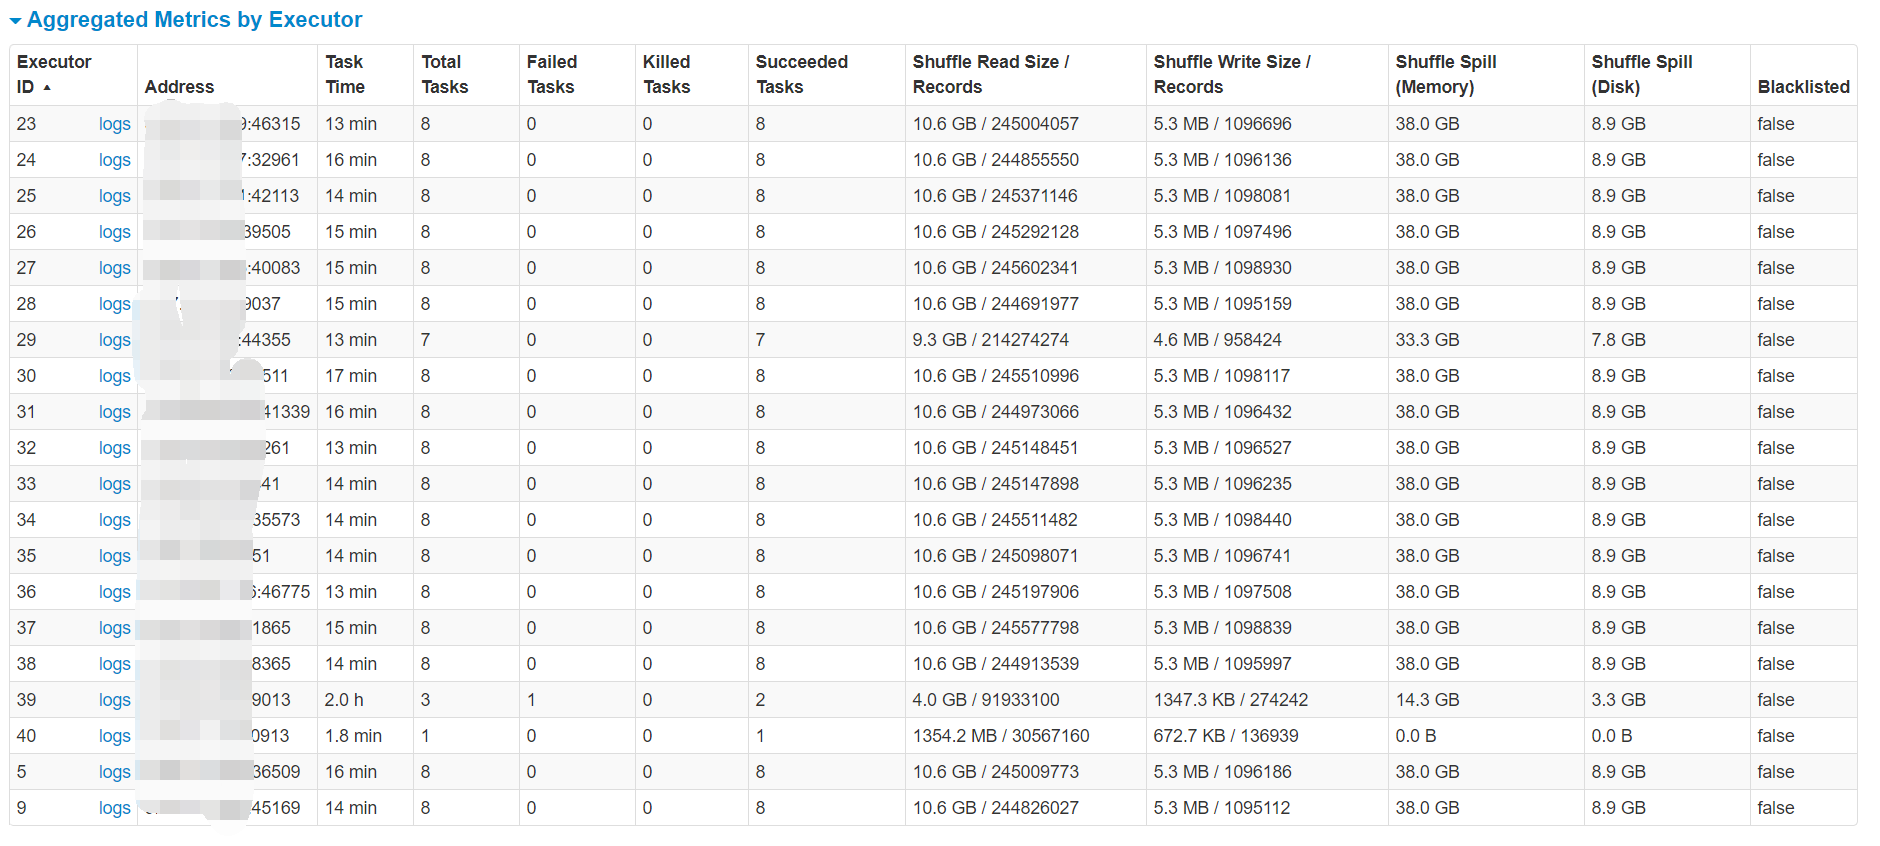 Aggregated Metrics by Executor
Executor ID Address Task Time Total Tasks Failed Tasks Killed Tasks Succeeded Tasks Shuffle Read Size / Records Shuffle Write Size / Records Shuffle Spill (Memory) Shuffle Spill (Disk) Blacklisted
23 logs :46315 13 min 8 0 0 8 10.6 GB / 245004057 5.3 MB / 1096696 38.0 GB 8.9 GB false
24 logs :32961 16 min 8 0 0 8 10.6 GB / 244855550 5.3 MB / 1096136 38.0 GB 8.9 GB false
25 logs :42113 14 min 8 0 0 8 10.6 GB / 245371146 5.3 MB / 1098081 38.0 GB 8.9 GB false
26 logs 39505 15 min 8 0 0 8 10.6 GB / 245292128 5.3 MB / 1097496 38.0 GB 8.9 GB false
27 logs :40083 15 min 8 0 0 8 10.6 GB / 245602341 5.3 MB / 1098930 38.0 GB 8.9 GB false
28 logs 9037 15 min 8 0 0 8 10.6 GB / 244691977 5.3 MB / 1095159 38.0 GB 8.9 GB false
29 logs :44355 13 min 7 0 0 7 9.3 GB / 214274274 4.6 MB / 958424 33.3 GB 7.8 GB false
30 logs 511 17 min 8 0 0 8 10.6 GB / 245510996 5.3 MB / 1098117 38.0 GB 8.9 GB false
31 logs 41339 16 min 8 0 0 8 10.6 GB / 244973066 5.3 MB / 1096432 38.0 GB 8.9 GB false
32 logs 261 13 min 8 0 0 8 10.6 GB / 245148451 5.3 MB / 1096527 38.0 GB 8.9 GB false
33 logs 41 14 min 8 0 0 8 10.6 GB / 245147898 5.3 MB / 1096235 38.0 GB 8.9 GB false
34 logs 35573 14 min 8 0 0 8 10.6 GB / 245511482 5.3 MB / 1098440 38.0 GB 8.9 GB false
35 logs 51 14 min 8 0 0 8 10.6 GB / 245098071 5.3 MB / 1096741 38.0 GB 8.9 GB false
36 logs :46775 13 min 8 0 0 8 10.6 GB / 245197906 5.3 MB / 1097508 38.0 GB 8.9 GB false
37 logs 1865 15 min 8 0 0 8 10.6 GB / 245577798 5.3 MB / 1098839 38.0 GB 8.9 GB false
38 logs 8365 14 min 8 0 0 8 10.6 GB / 244913539 5.3 MB / 1095997 38.0 GB 8.9 GB false
39 logs 9013 2.0 h 3 1 0 2 4.0 GB / 91933100 1347.3 KB / 274242 14.3 GB 3.3 GB false
40 logs 0913 1.8 min 1 0 0 1 1354.2 MB / 30567160 672.7 KB / 136939 0.0 B 0.0 B false
5 logs 36509 16 min 8 0 0 8 10.6 GB / 245009773 5.3 MB / 1096186 38.0 GB 8.9 GB false
9 logs 45169 14 min 8 0 0 8 10.6 GB / 244826027 5.3 MB / 1095112 38.0 GB 8.9 GB false